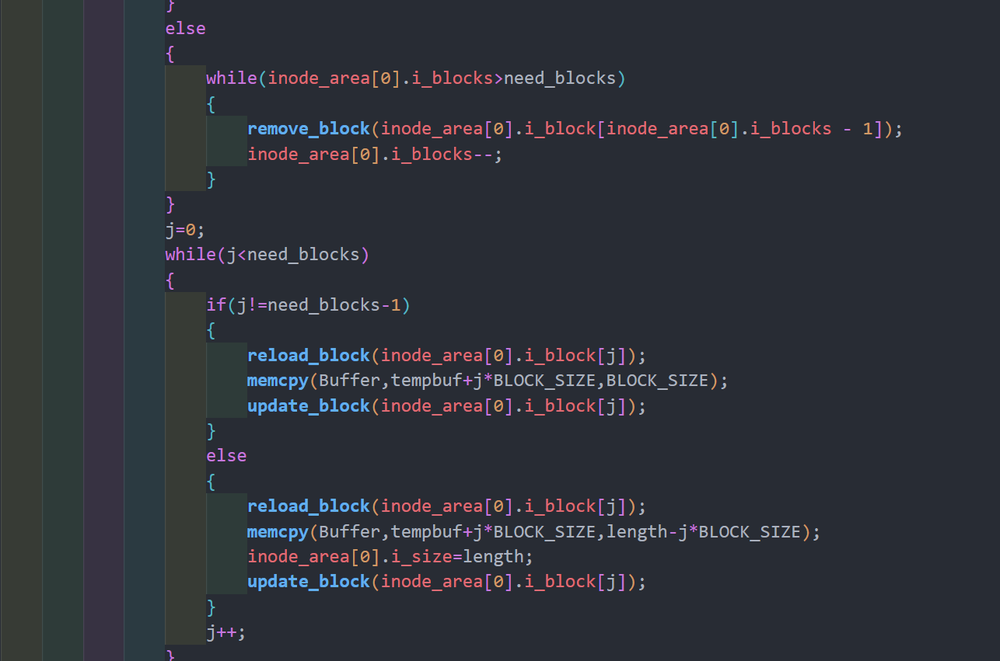 }
else
{
while(inode_area[0].i_blocks>need_blocks)
{
remove_block(inode_area[0].i_block[inode_area[0].i_blocks - 1]);
inode_area[0].i_blocks--;
}
}
j=0;
while(j<need_blocks)
{
if(j!=need_blocks-1)
{
reload_block(inode_area[0].i_block[j]);
memcpy(Buffer,tempbuf+j*BLOCK_SIZE,BLOCK_SIZE);
update_block(inode_area[0].i_block[j]);
}
else
{
reload_block(inode_area[0].i_block[j]);
memcpy(Buffer,tempbuf+j*BLOCK_SIZE,length-j*BLOCK_SIZE);
inode_area[0].i_size=length;
update_block(inode_area[0].i_block[j]);
}
j++;
}